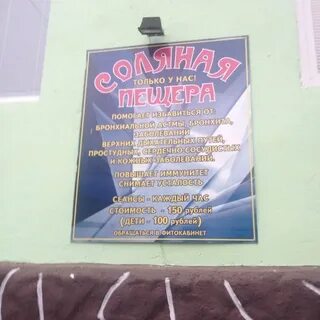 СОЛЯНАЯ
ТОЛЬКО У НАС!
ПЕЩЕРА
ПОМОГАЕТ ИЗБАВИТЬСЯ ОТ:
БРОНХИАЛЬНОЙ АСТМЫ, БРОНХИТА,
ЗАБОЛЕВАНИЙ
ВЕРХНИХ ДЫХАТЕЛЬНЫХ ПУТЕЙ,
ПРОСТУДНЫХ, СЕРДЕЧНО-СОСУДИСТЫХ
И КОЖНЫХ ЗАБОЛЕВАНИЙ.
ПОВЫШАЕТ ИММУНИТЕТ
СНИМАЕТ УСТАЛОСТЬ
СЕАНСЫ - КАЖДЫЙ ЧАС
СТОИМОСТЬ - 150 рублей
(ДЕТИ - 100 рублей)
ОБРАЩАТЬСЯ В ФИТОКАБИНЕТ